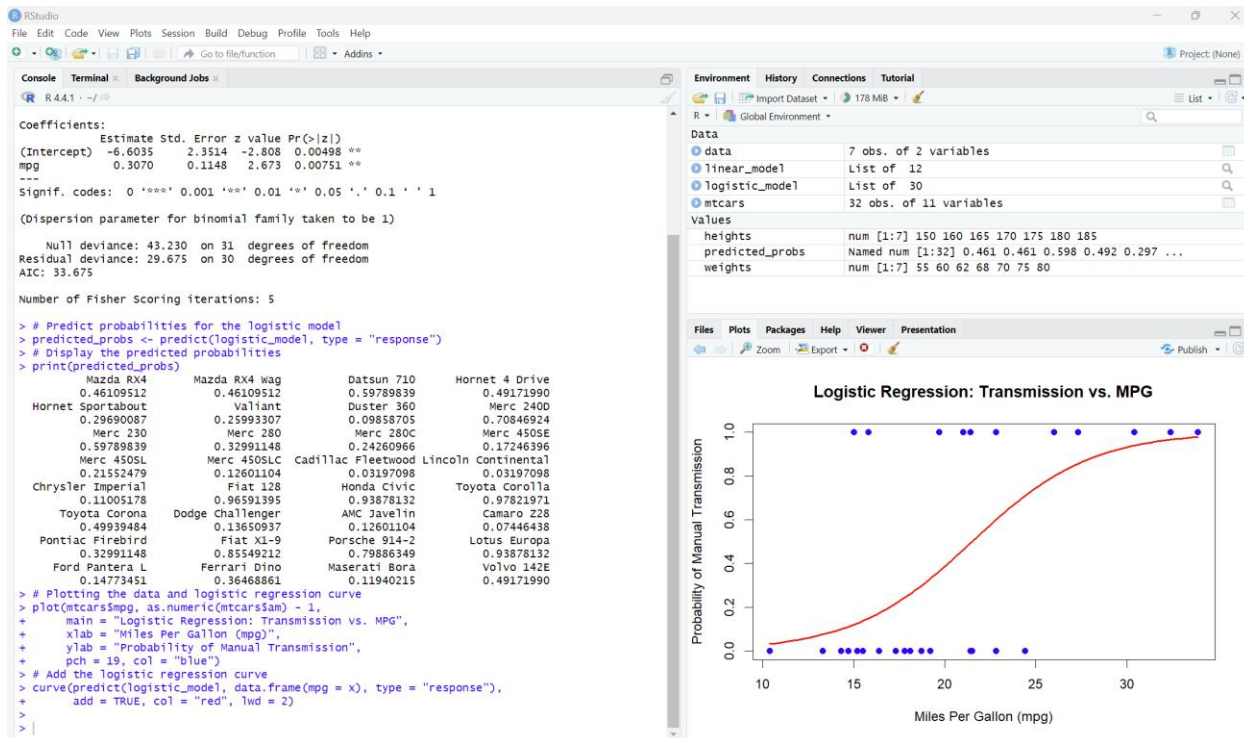 RStudio
File Edit Code View Plots Session Build Debug Profile Tools Help
Go to file/function Addins Project: (None)
Console Terminal Background Jobs
R 4.4.1 · ~/
Coefficients:
            Estimate Std. Error z value Pr(>|z|)
(Intercept)  -6.6035     2.3514  -2.808  0.00498 **
mpg           0.3070     0.1148   2.673  0.00751 **
---
Signif. codes:  0 ‘***’ 0.001 ‘**’ 0.01 ‘*’ 0.05 ‘.’ 0.1 ‘ ’ 1
(Dispersion parameter for binomial family taken to be 1)
    Null deviance: 43.230  on 31  degrees of freedom
Residual deviance: 29.675  on 30  degrees of freedom
AIC: 33.675
Number of Fisher Scoring iterations: 5
> # Predict probabilities for the logistic model
> predicted_probs <- predict(logistic_model, type = "response")
> # Display the predicted probabilities
> print(predicted_probs)
Mazda RX4 Mazda RX4 Wag Datsun 710 Hornet 4 Drive
0.46109512 0.46109512 0.59789839 0.49171990
Hornet Sportabout Valiant Duster 360 Merc 240D
0.29690087 0.25993307 0.09858705 0.70846924
Merc 230 Merc 280 Merc 280C Merc 450SE
0.59789839 0.32991148 0.24260966 0.17246396
Merc 450SL Merc 450SLC Cadillac Fleetwood Lincoln Continental
0.21552479 0.12601104 0.03197098 0.03197098
Chrysler Imperial Fiat 128 Honda Civic Toyota Corolla
0.11005178 0.96591395 0.93878132 0.97821971
Toyota Corona Dodge Challenger AMC Javelin Camaro Z28
0.49939484 0.13650937 0.12601104 0.07446438
Pontiac Firebird Fiat X1-9 Porsche 914-2 Lotus Europa
0.32991148 0.85549212 0.79886349 0.93878132
Ford Pantera L Ferrari Dino Maserati Bora Volvo 142E
0.14773451 0.36468861 0.11940215 0.49171990
> # Plotting the data and logistic regression curve
> plot(mtcars$mpg, as.numeric(mtcars$am) - 1,
+      main = "Logistic Regression: Transmission vs. MPG",
+      xlab = "Miles Per Gallon (mpg)",
+      ylab = "Probability of Manual Transmission",
+      pch = 19, col = "blue")
> # Add the logistic regression curve
> curve(predict(logistic_model, data.frame(mpg = x), type = "response"),
+       add = TRUE, col = "red", lwd = 2)
>
>
Environment History Connections Tutorial
Import Dataset 178 MiB List
R Global Environment
Data
data 7 obs. of 2 variables
linear_model List of 12
logistic_model List of 30
mtcars 32 obs. of 11 variables
Values
heights num [1:7] 150 160 165 170 175 180 185
predicted_probs Named num [1:32] 0.461 0.461 0.598 0.492 0.297 ...
weights num [1:7] 55 60 62 68 70 75 80
Files Plots Packages Help Viewer Presentation
Zoom Export Publish
Logistic Regression: Transmission vs. MPG
Probability of Manual Transmission
1.0
0.8
0.6
0.4
0.2
0.0
10 15 20 25 30
Miles Per Gallon (mpg)